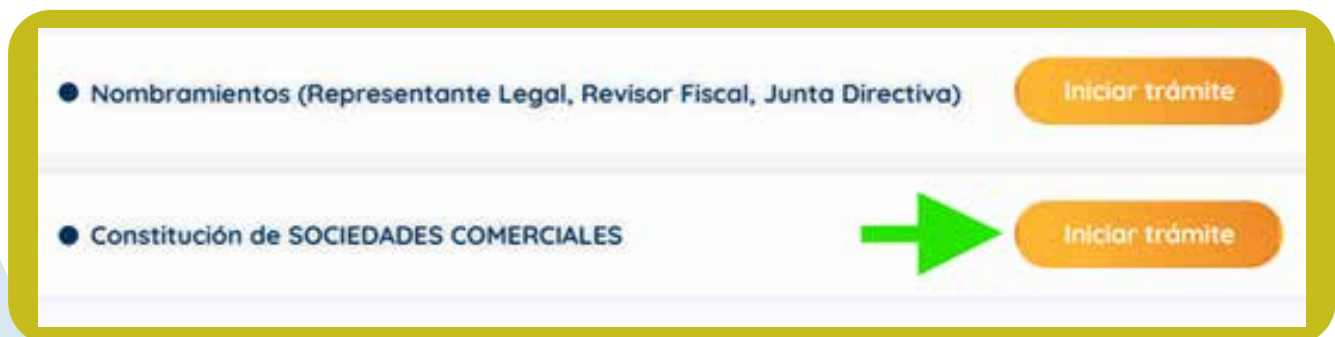 Nombramientos (Representante Legal, Revisor Fiscal, Junta Directiva) Iniciar trámite
Constitución de SOCIEDADES COMERCIALES Iniciar trámite